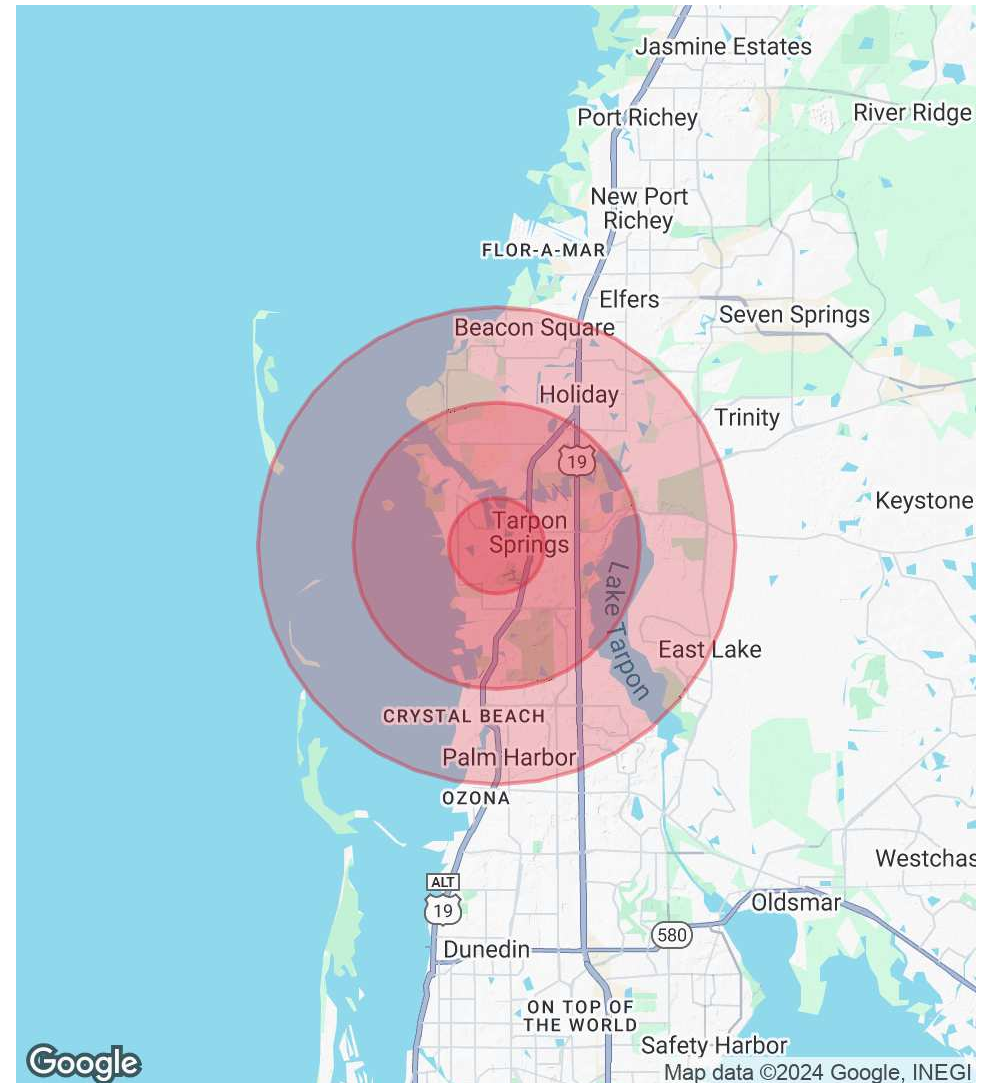 Jasmine Estates
River Ridge
Port Richey
New Port
Richey
FLOR-A-MAR
Elfers
Seven Springs
Beacon Square
Holiday
Trinity
19
Keystone
Tarpon
Springs
Lake Tarpon
East Lake
CRYSTAL BEACH
Palm Harbor
OZONA
Westchas
ALT
19
Oldsmar
580
Dunedin
ON TOP OF
THE WORLD
Safety Harbor
Google
Map data ©2024 Google, INEGI